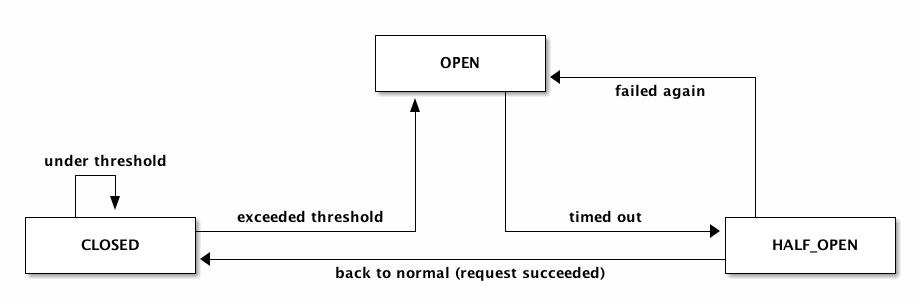 OPEN
failed again
under threshold
exceeded threshold
timed out
CLOSED
HALF_OPEN
back to normal (request succeeded)